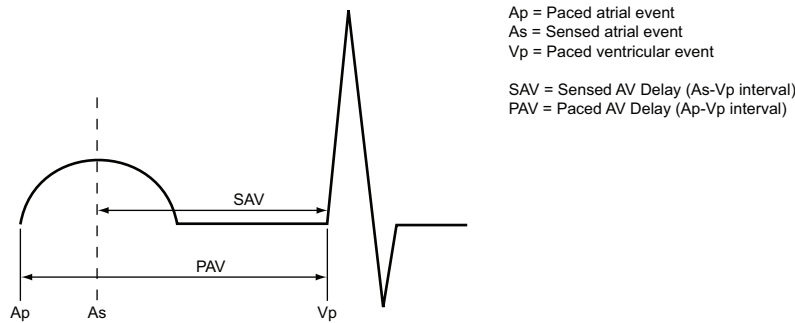 Ap = Paced atrial event
As = Sensed atrial event
Vp = Paced ventricular event
SAV = Sensed AV Delay (As-Vp interval)
PAV = Paced AV Delay (Ap-Vp interval)
SAV
PAV
Ap As Vp